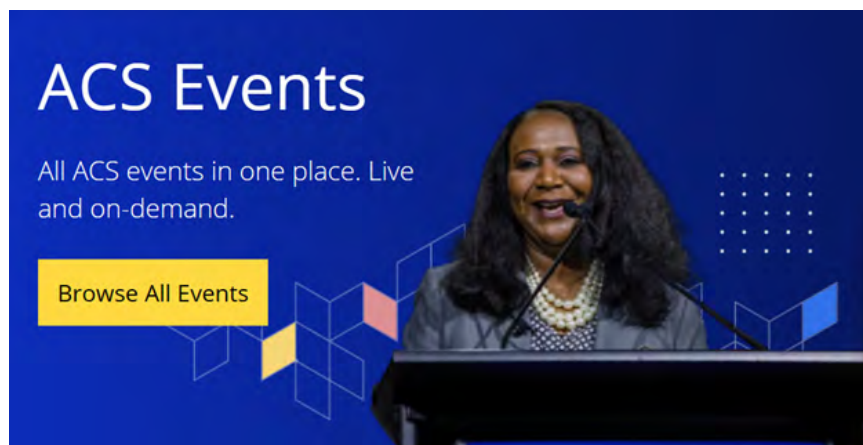 ACS Events
All ACS events in one place. Live
and on-demand.
Browse All Events